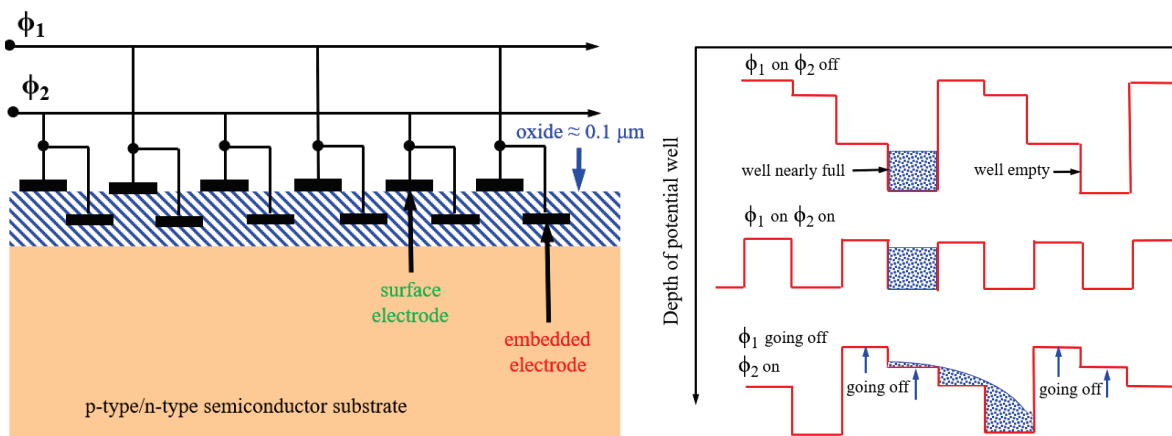 ϕ1
ϕ2
oxide ≈ 0.1 μm
surface
electrode
embedded
electrode
p-type/n-type semiconductor substrate
Depth of potential well
ϕ1 on ϕ2 off
well nearly full
well empty
ϕ1 on ϕ2 on
ϕ1 going off
ϕ2 on
going off
going off